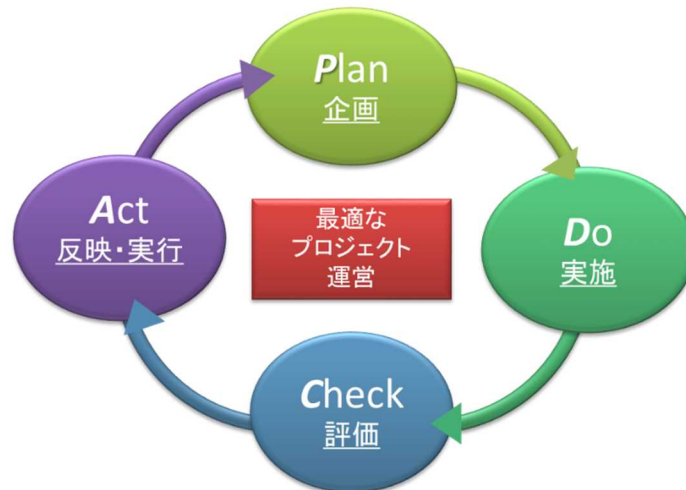 Plan
企画
Do
実施
Check
評価
Act
反映・実行
最適な
プロジェクト
運営